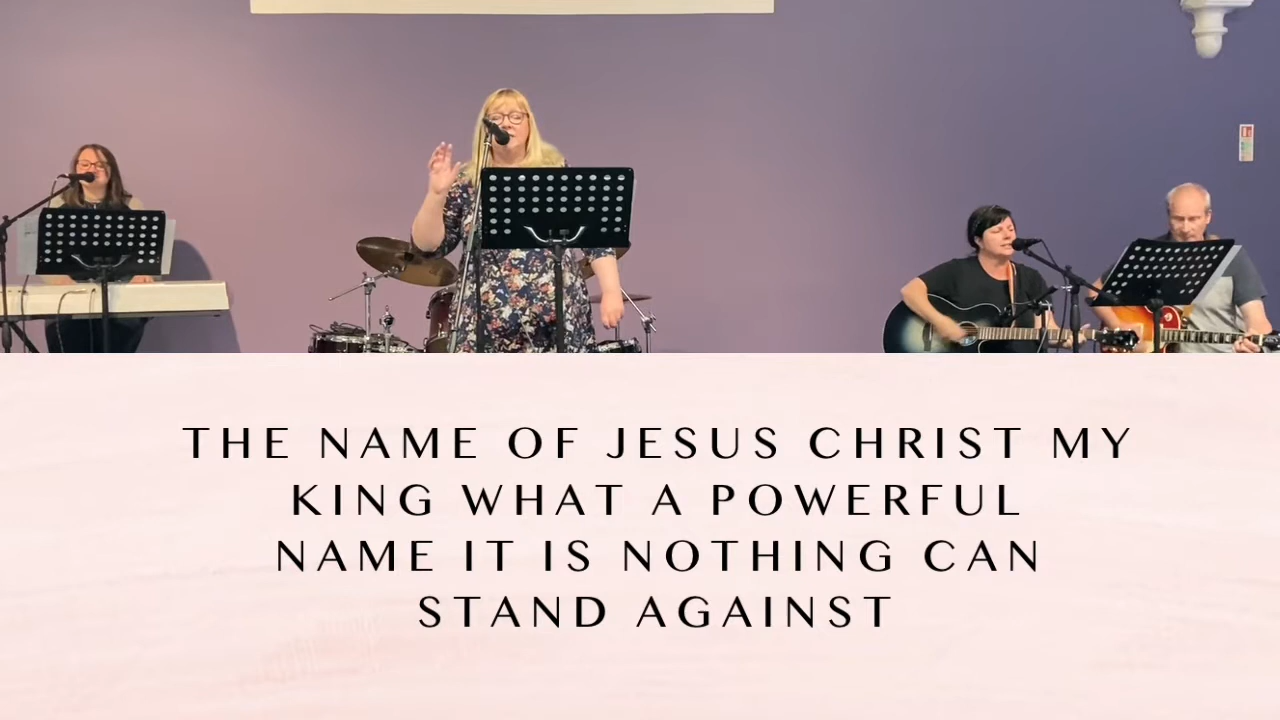 THE NAME OF JESUS CHRIST MY
KING WHAT A POWERFUL
NAME IT IS NOTHING CAN
STAND AGAINST